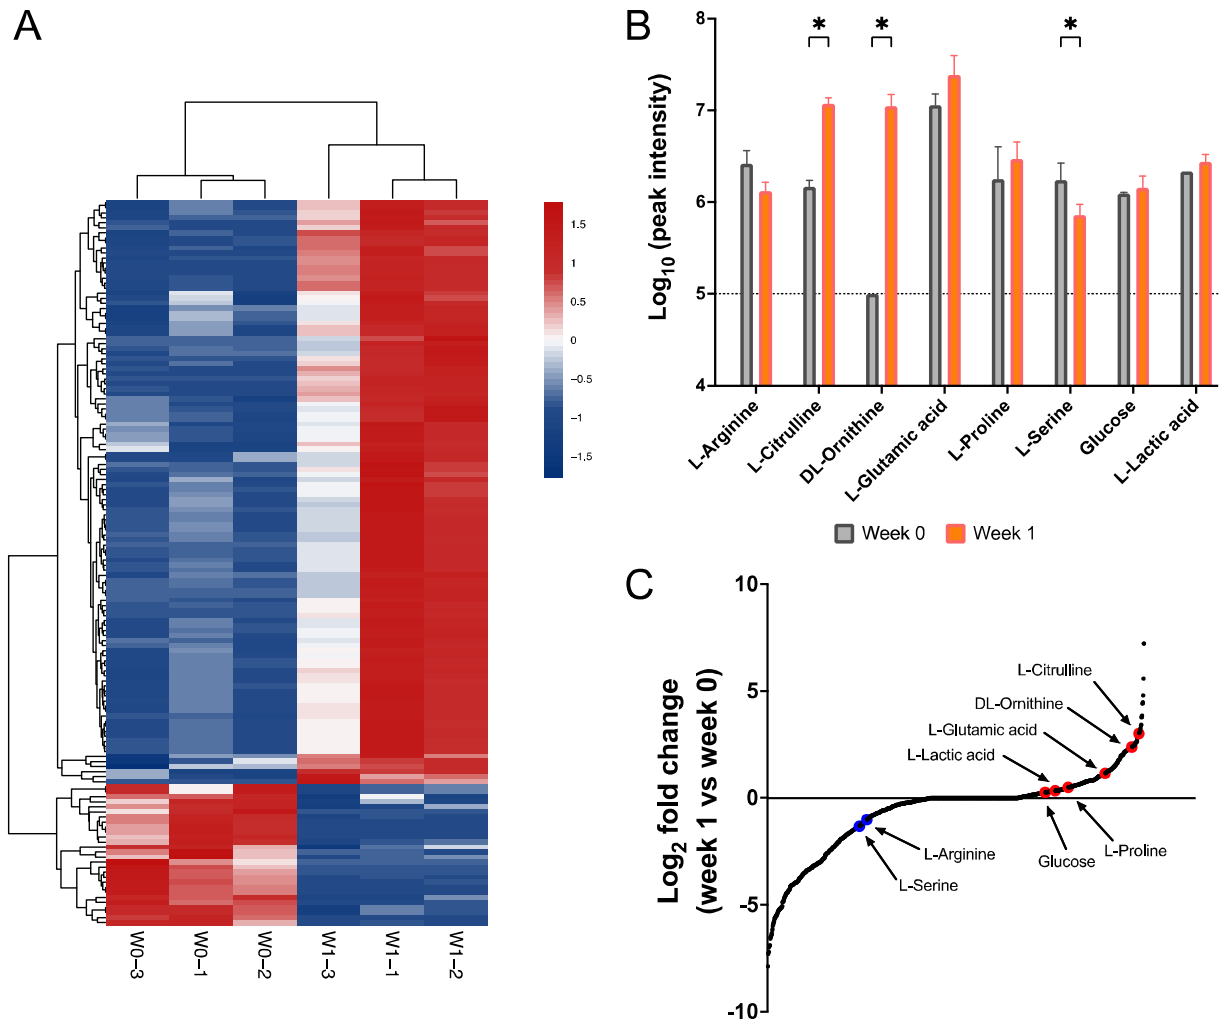 A
1.5
1
0.5
0
−0.5
−1
−1.5
W0−3
W0−1
W0−2
W1−3
W1−1
W1−2
B
Log10 (peak intensity)
8
7
6
5
4
*
*
*
L-Arginine
L-Citrulline
DL-Ornithine
L-Glutamic acid
L-Proline
L-Serine
Glucose
L-Lactic acid
Week 0
Week 1
C
Log2 fold change
(week 1 vs week 0)
10
5
0
-5
-10
L-Citrulline
DL-Ornithine
L-Glutamic acid
L-Lactic acid
L-Arginine
L-Serine
Glucose
L-Proline